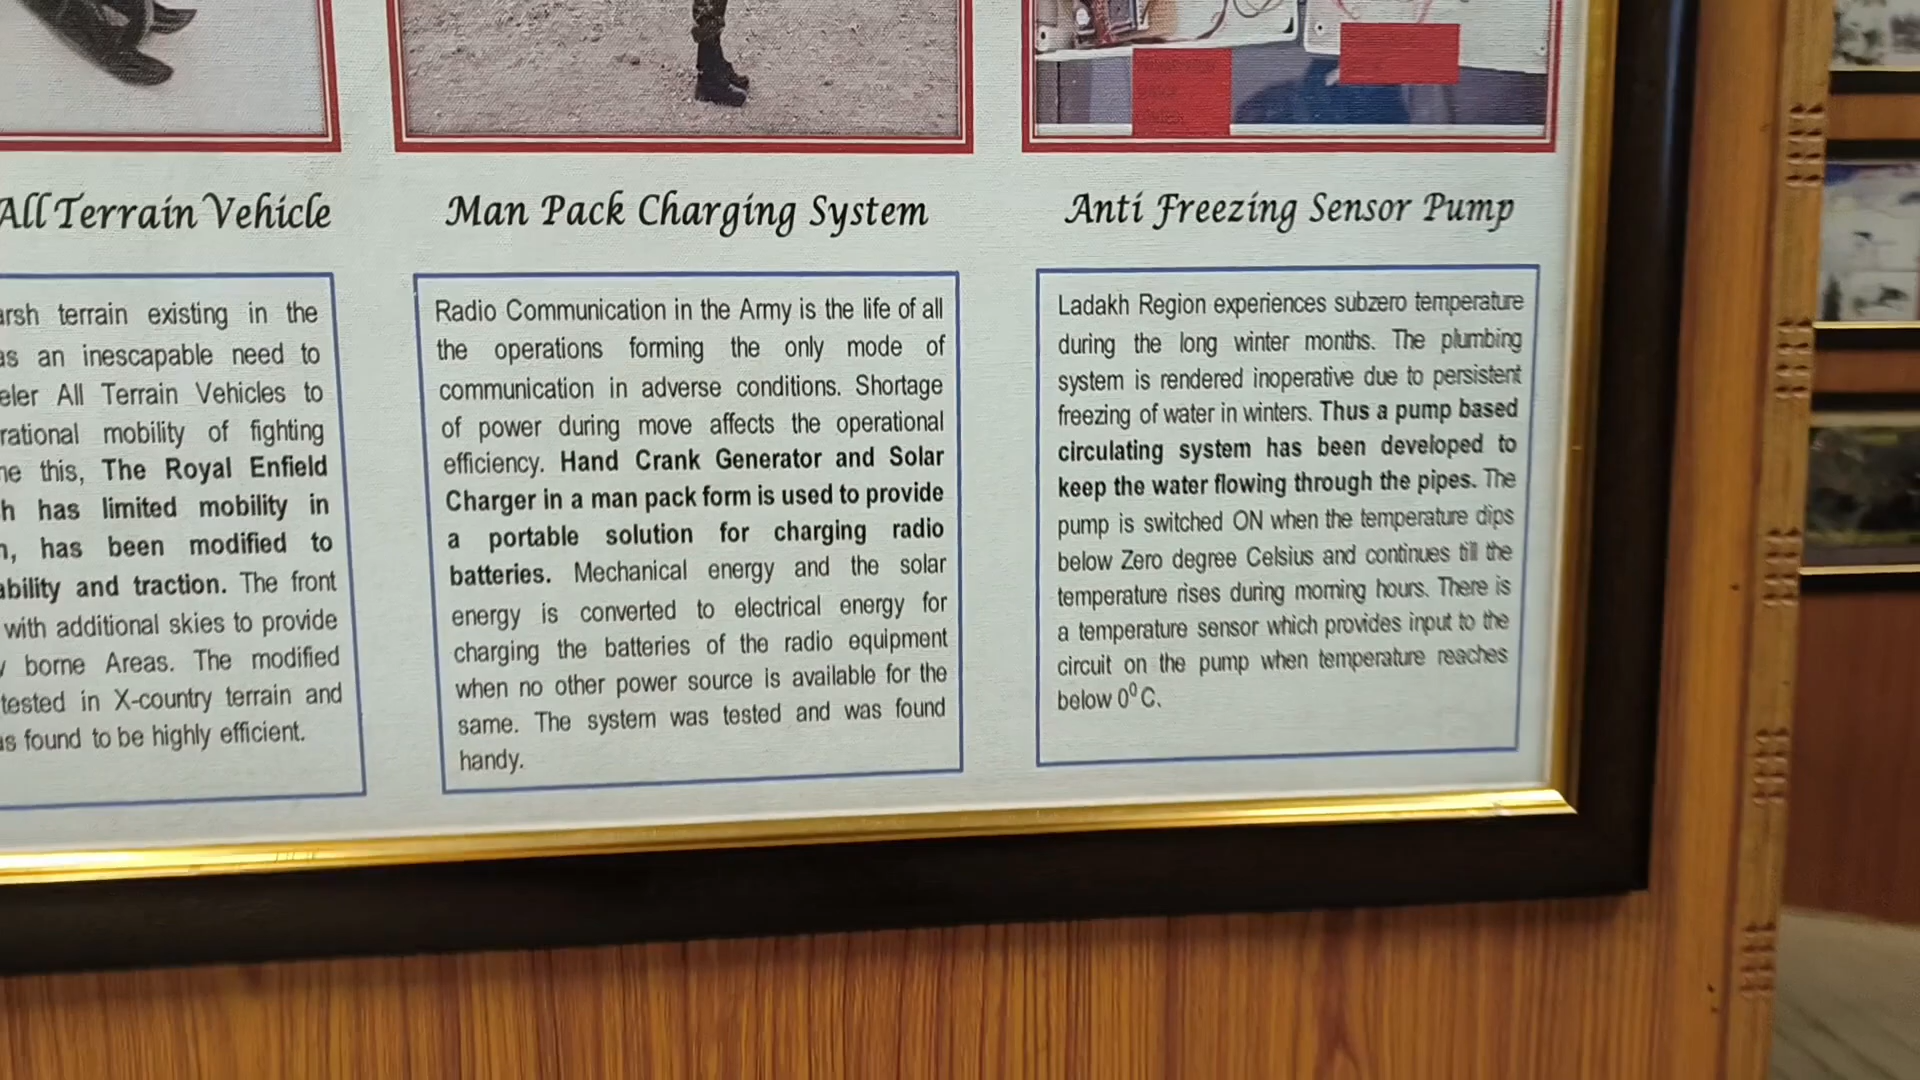 All Terrain Vehicle
terrain existing in the
an inescapable need to
All Terrain Vehicles to
mobility of fighting
this, The Royal Enfield
has limited mobility in
has been modified to
and traction. The front
with additional skies to provide
borne Areas. The modified
tested in X-country terrain and
found to be highly efficient.
Man Pack Charging System
Radio Communication in the Army is the life of all
the operations forming the only mode of
communication in adverse conditions. Shortage
of power during move affects the operational
efficiency. Hand Crank Generator and Solar
Charger in a man pack form is used to provide
a portable solution for charging radio
batteries. Mechanical energy and the solar
energy is converted to electrical energy for
charging the batteries of the radio equipment
when no other power source is available for the
same. The system was tested and was found
handy.
Anti Freezing Sensor Pump
Ladakh Region experiences subzero temperature
during the long winter months. The plumbing
system is rendered inoperative due to persistent
freezing of water in winters. Thus a pump based
circulating system has been developed to
keep the water flowing through the pipes. The
pump is switched ON when the temperature dips
below Zero degree Celsius and continues till the
temperature rises during morning hours. There is
a temperature sensor which provides input to the
circuit on the pump when temperature reaches
below 0⁰ C.